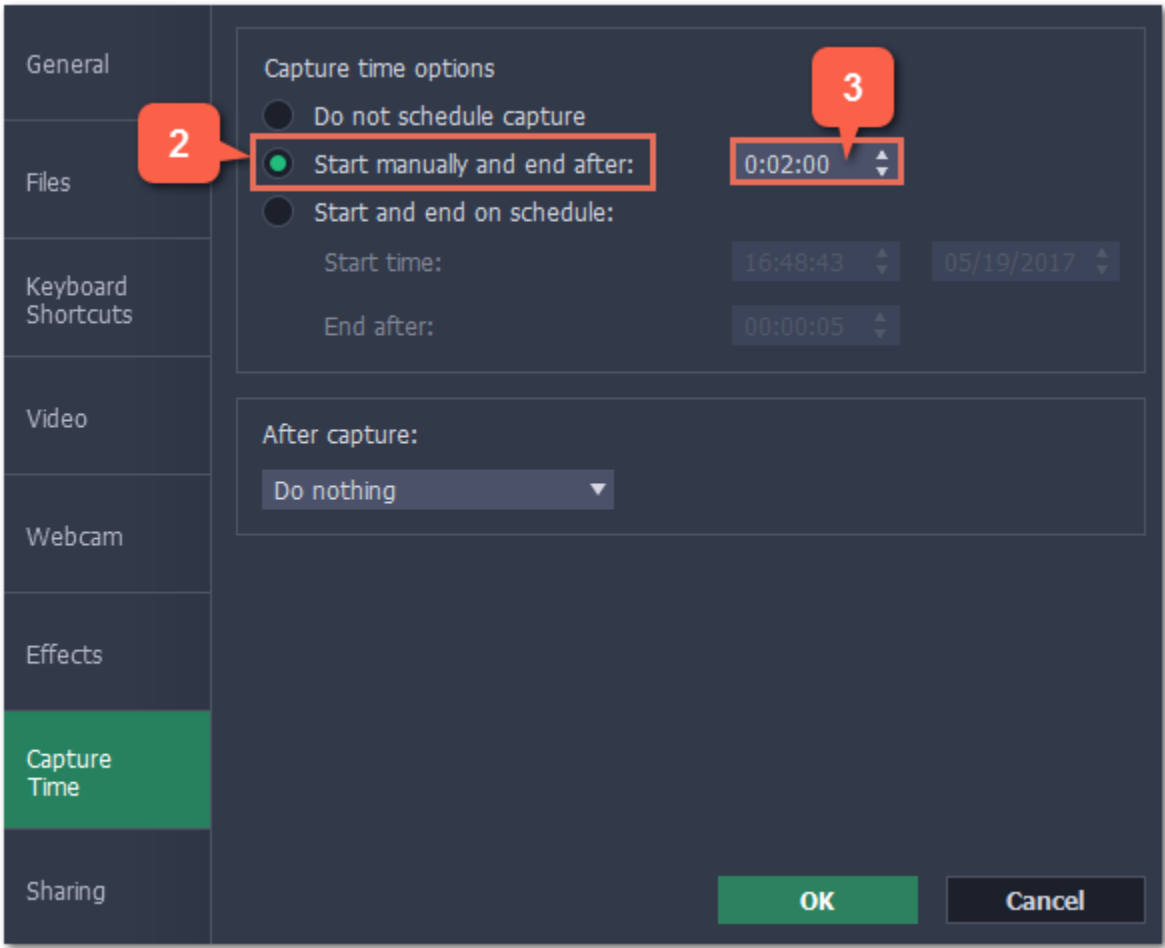 General
Files
Keyboard
Shortcuts
Video
Webcam
Effects
Capture
Time
Sharing
Capture time options
Do not schedule capture
3
2
Start manually and end after: 0:02:00
Start and end on schedule:
Start time: 16:48:43 05/19/2017
End after: 00:00:05
After capture:
Do nothing
OK Cancel